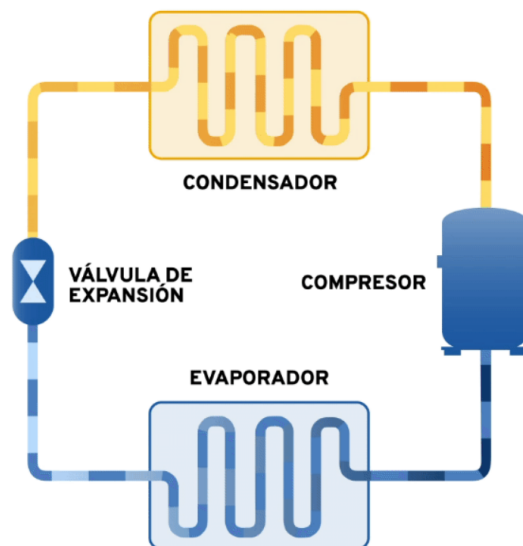 CONDENSADOR
VÁLVULA DE
EXPANSIÓN
COMPRESOR
EVAPORADOR